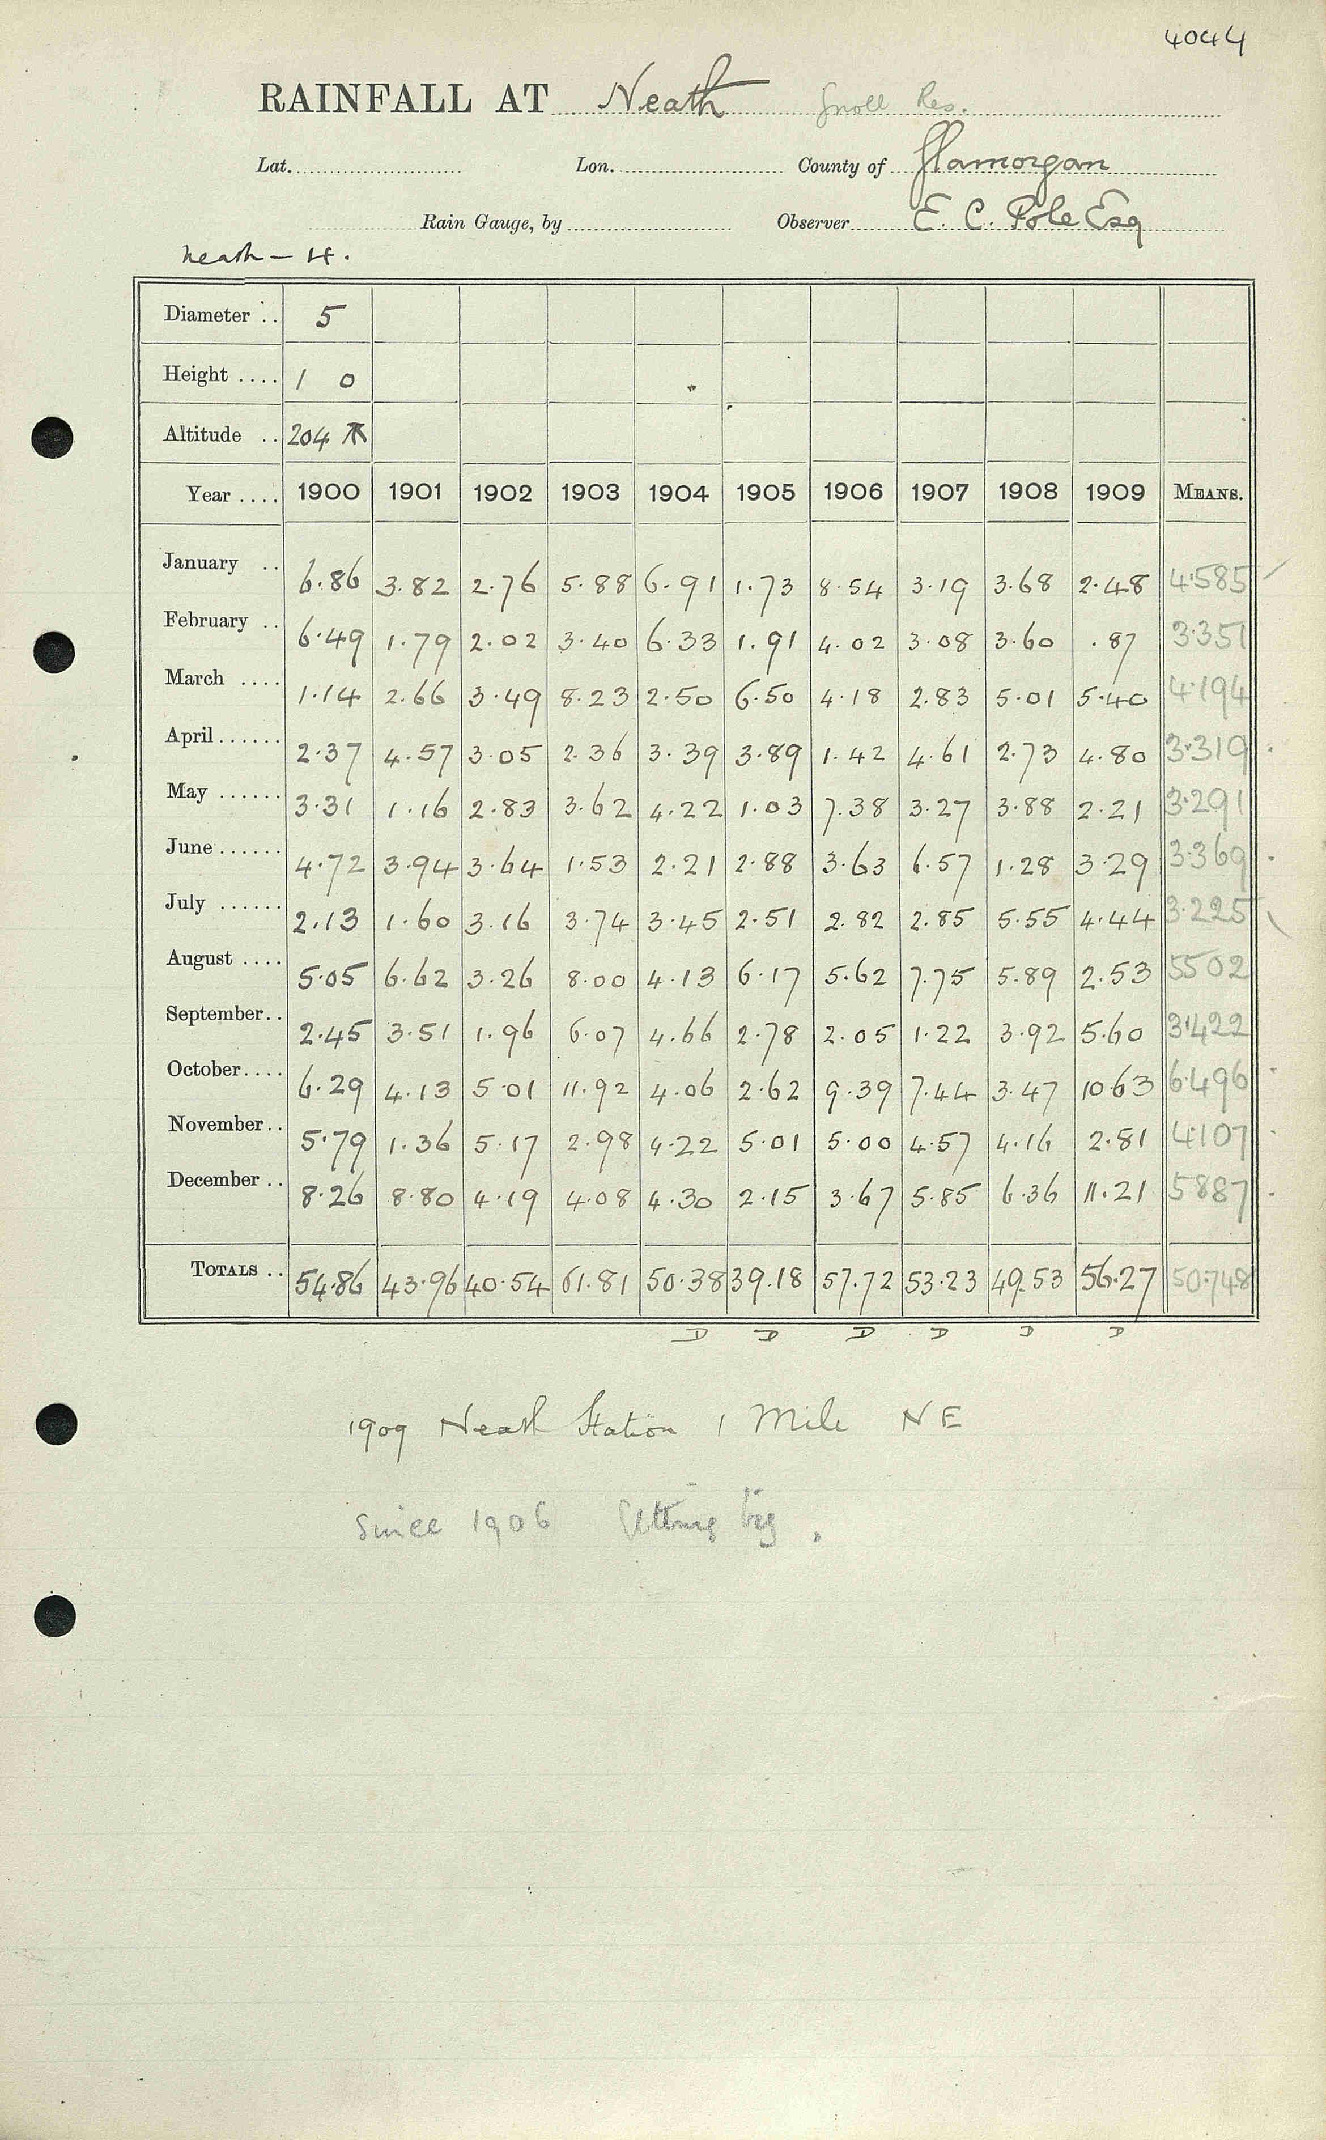 4044
RAINFALL AT Neath Gnoll Res.
Lat. Lon. County of Glamorgan
Rain Gauge, by Observer E. C. Pole Esq
Neath – H.
Diameter .. 5
Height .... 1 0
Altitude .. 204
Year .... 1900 1901 1902 1903 1904 1905 1906 1907 1908 1909 MEANS.
January .. 6.86 3.82 2.76 5.88 6.91 1.73 8.54 3.19 3.68 2.48 4.585
February .. 6.49 1.79 2.02 3.40 6.33 1.91 4.02 3.08 3.60 .87 3.351
March .... 1.14 2.66 3.49 8.23 2.50 6.50 4.18 2.83 5.01 5.40 4.194
April ...... 2.37 4.57 3.05 2.36 3.39 3.89 1.42 4.61 2.73 4.80 3.319
May ...... 3.31 1.16 2.83 3.62 4.22 1.03 7.38 3.27 3.88 2.21 3.291
June ...... 4.72 3.94 3.64 1.53 2.21 2.88 3.63 6.57 1.28 3.29 3.369
July ...... 2.13 1.60 3.16 3.74 3.45 2.51 2.82 2.85 5.55 4.44 3.225
August .... 5.05 6.62 3.26 8.00 4.13 6.17 5.62 7.75 5.89 2.53 5502
September .. 2.45 3.51 1.96 6.07 4.66 2.78 2.05 1.22 3.92 5.60 3.422
October .... 6.29 4.13 5.01 11.92 4.06 2.62 9.39 7.44 3.47 1063 6.496
November .. 5.79 1.36 5.17 2.98 4.22 5.01 5.00 4.57 4.16 2.81 4.107
December .. 8.26 8.80 4.19 4.08 4.30 2.15 3.67 5.85 6.36 11.21 5887
TOTALS .. 54.86 43.96 40.54 61.81 50.38 39.18 57.72 53.23 49.53 56.27 50.748
D D D D D D
1909 Neath Station 1 Mile NE
Since 1906 Getting big.